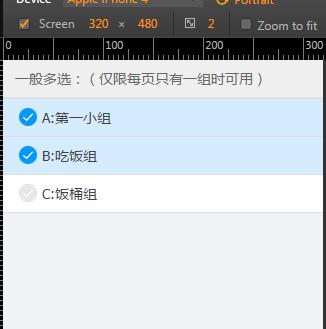 Device Apple iPhone 4 Portrait
Screen 320 × 480 2 Zoom to fit
0 100 200 300
一般多选：（仅限每页只有一组时可用）
A:第一小组
B:吃饭组
C:饭桶组